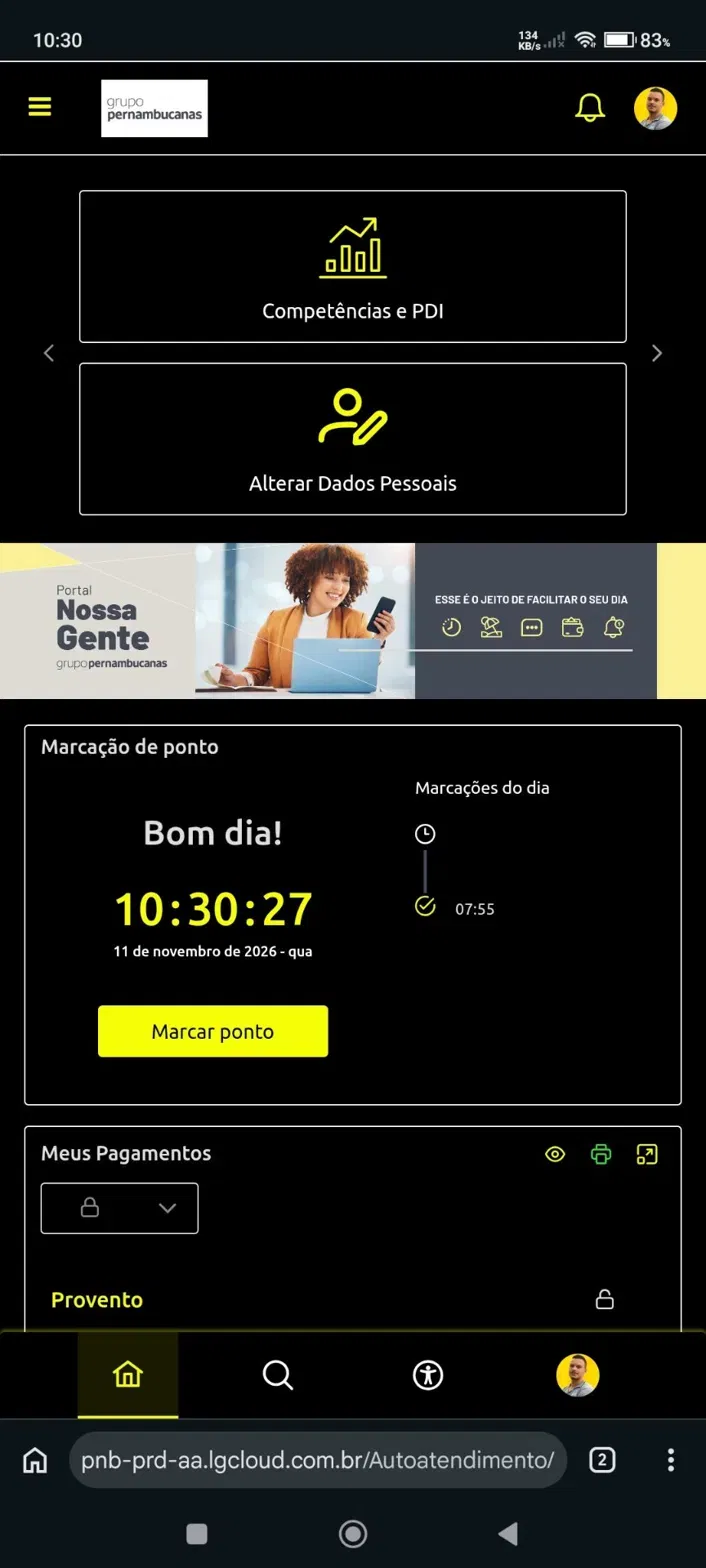 10:30
134
KB/s
83%
grupo
pernambucanas
Competências e PDI
Alterar Dados Pessoais
Portal
Nossa
Gente
grupopernambucanas
ESSE É O JEITO DE FACILITAR O SEU DIA
Marcação de ponto
Marcações do dia
Bom dia!
10:30:27
11 de novembro de 2026 - qua
07:55
Marcar ponto
Meus Pagamentos
Provento
pnb-prd-aa.lgcloud.com.br/Autoatendimento/
2